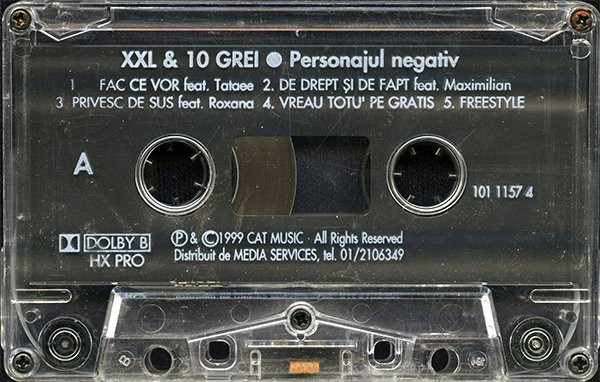 XXL & 10 GREI ● Personajul negativ
1 FAC CE VOR feat. Tataee 2. DE DREPT ŞI DE FAPT feat. Maximilian
3 PRIVESC DE SUS feat. Roxana 4. VREAU TOTU' PE GRATIS 5. FREESTYLE
A
101 1157 4
DOLBY B
HX PRO
Ⓟ & ©1999 CAT MUSIC · All Rights Reserved
Distribuit de MEDIA SERVICES, tel. 01/2106349
B